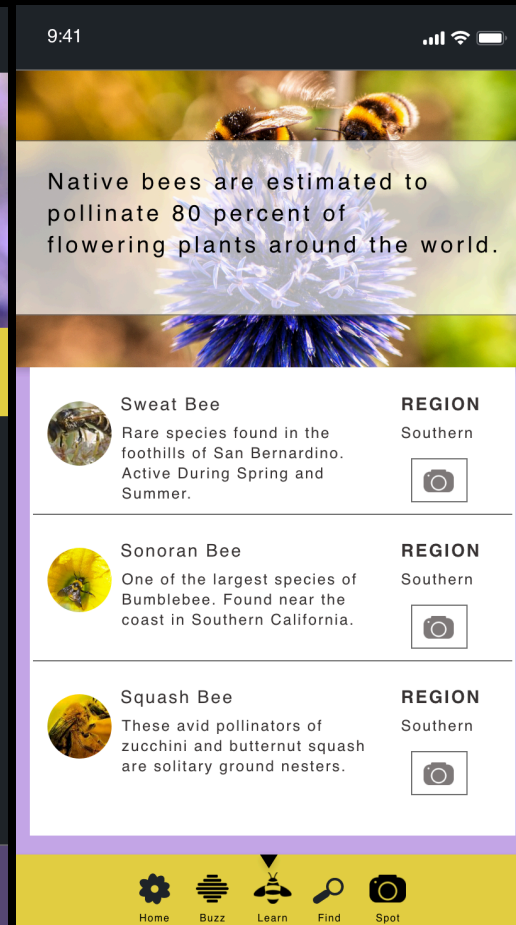 9:41
Native bees are estimated to
pollinate 80 percent of
flowering plants around the world.
Sweat Bee
Rare species found in the
foothills of San Bernardino.
Active During Spring and
Summer.
REGION
Southern
Sonoran Bee
One of the largest species of
Bumblebee. Found near the
coast in Southern California.
REGION
Southern
Squash Bee
These avid pollinators of
zucchini and butternut squash
are solitary ground nesters.
REGION
Southern
Home Buzz Learn Find Spot